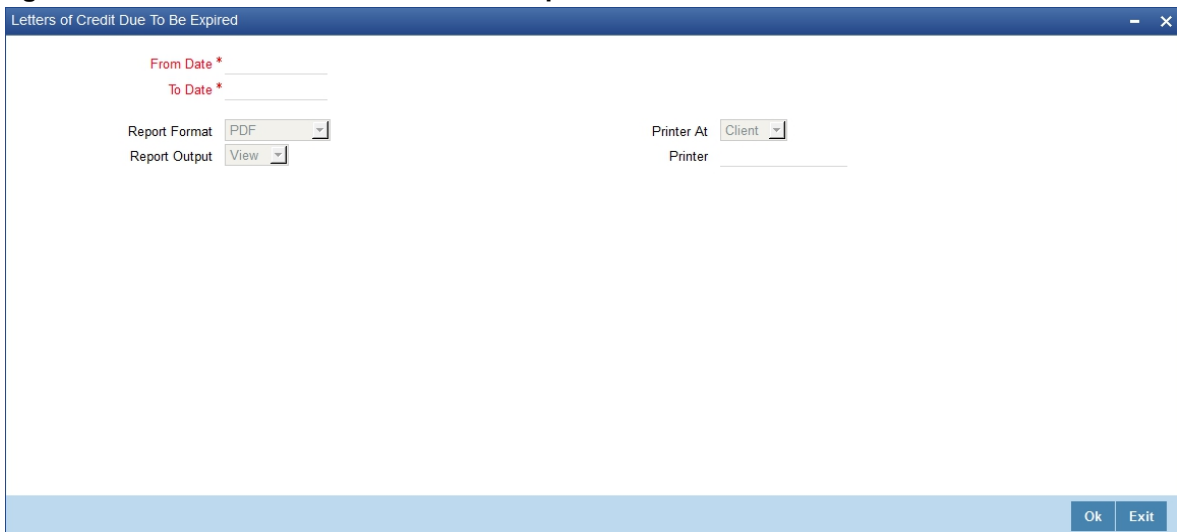 Letters of Credit Due To Be Expired
From Date *
To Date *
Report Format PDF Printer At Client
Report Output View Printer
Ok Exit